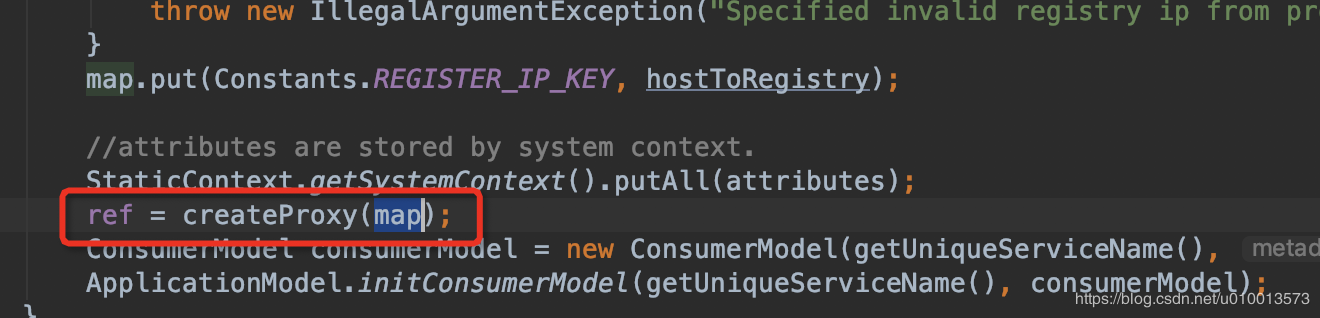 throw new IllegalArgumentException("Specified invalid registry ip from pr
}
map.put(Constants.REGISTER_IP_KEY, hostToRegistry);
//attributes are stored by system context.
StaticContext.getSystemContext().putAll(attributes);
ref = createProxy(map);
ConsumerModel consumerModel = new ConsumerModel(getUniqueServiceName(), metad
ApplicationModel.initConsumerModel(getUniqueServiceName(), consumerModel);
https://blog.csdn.net/u010013573
}